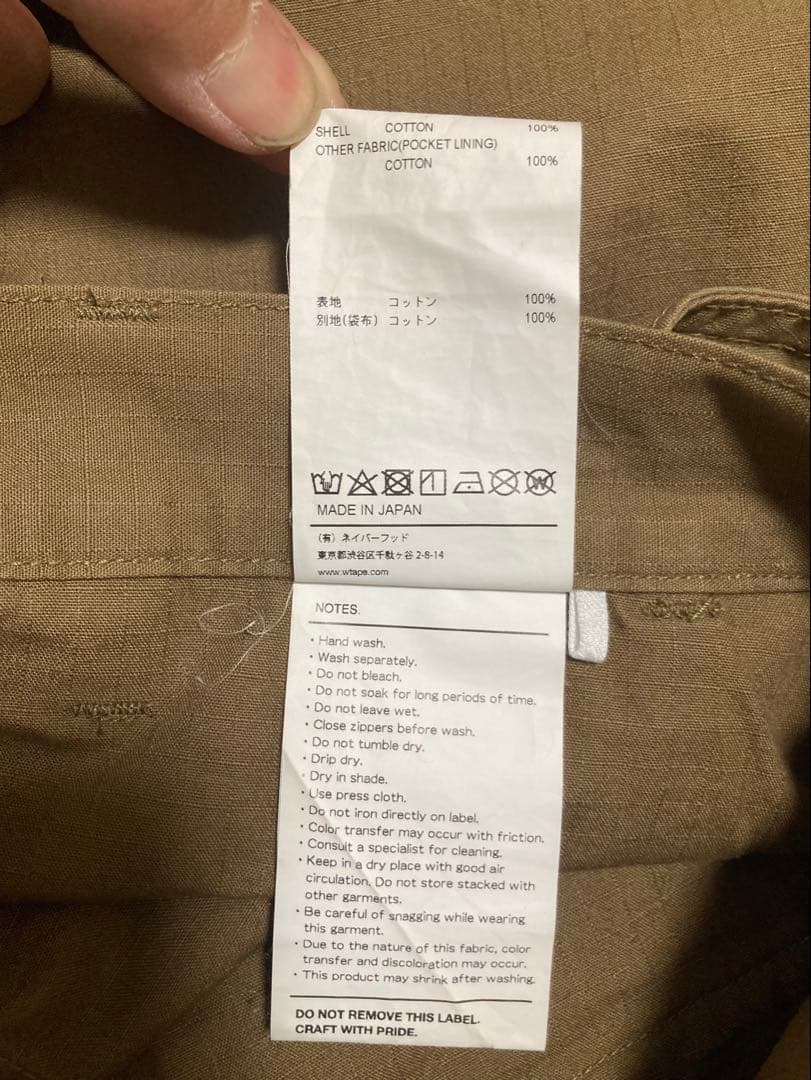 SHELL COTTON 100%
OTHER FABRIC(POCKET LINING)
COTTON 100%
表地 コットン 100%
別地(袋布) コットン 100%
MADE IN JAPAN
(有) ネイバーフッド
東京都渋谷区千駄ヶ谷 2-8-14
www.wtaps.com
NOTES.
・Hand wash.
・Wash separately.
・Do not bleach.
・Do not soak for long periods of time.
・Do not leave wet.
・Close zippers before wash.
・Do not tumble dry.
・Drip dry.
・Dry in shade.
・Use press cloth.
・Do not iron directly on label.
・Color transfer may occur with friction.
・Consult a specialist for cleaning.
・Keep in a dry place with good air
circulation. Do not store stacked with
other garments.
・Be careful of snagging while wearing
this garment.
・Due to the nature of this fabric, color
transfer and discoloration may occur.
・This product may shrink after washing.
DO NOT REMOVE THIS LABEL.
CRAFT WITH PRIDE.